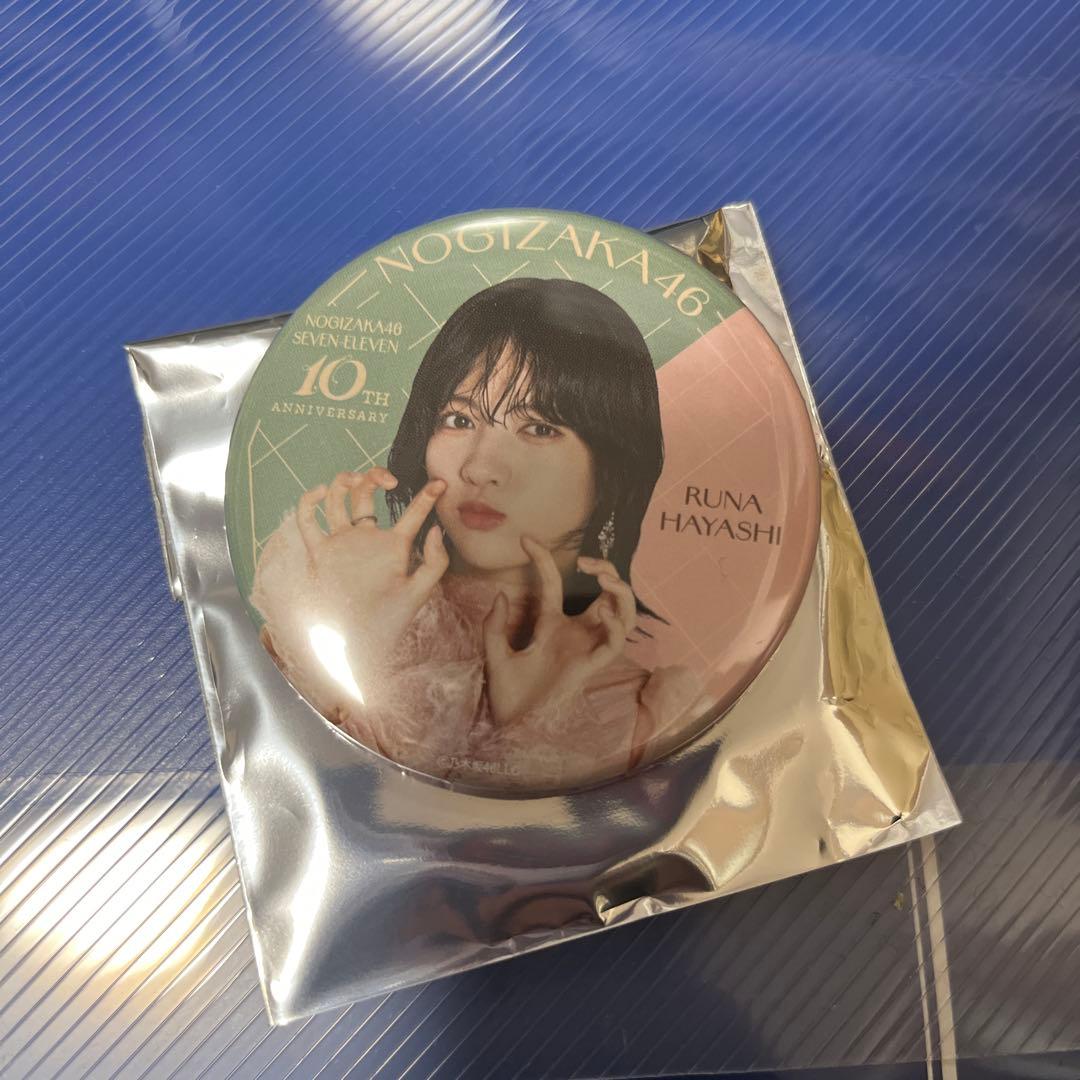 NOGIZAKA46
NOGIZAKA46
SEVEN-ELEVEN
10TH
ANNIVERSARY
RUNA
HAYASHI
©乃木坂46LLC